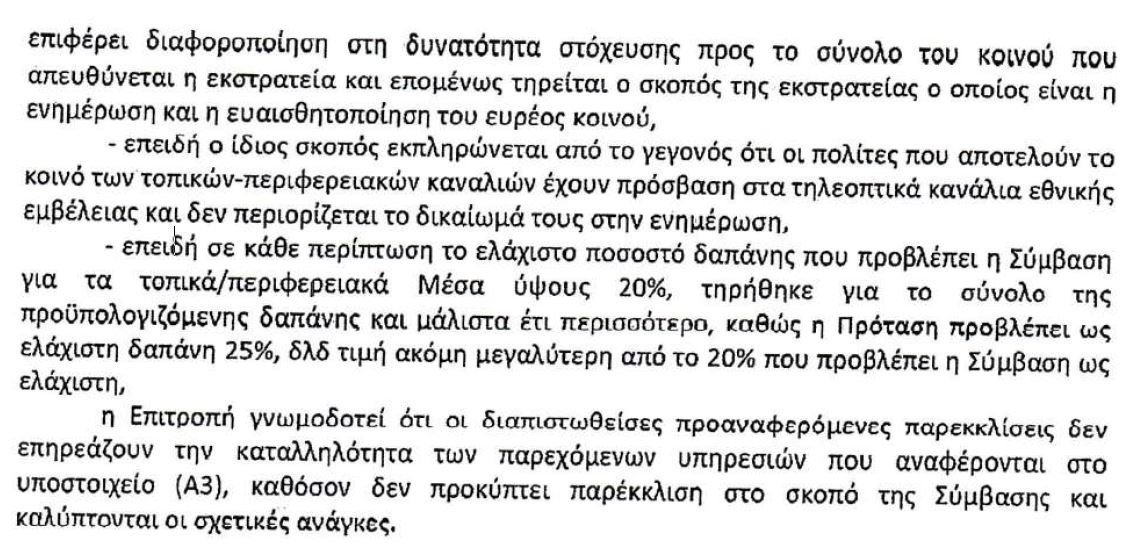 επιφέρει διαφοροποίηση στη δυνατότητα στόχευσης προς το σύνολο του κοινού που
απευθύνεται η εκστρατεία και επομένως τηρείται ο σκοπός της εκστρατείας ο οποίος είναι η
ενημέρωση και η ευαισθητοποίηση του ευρέος κοινού,
- επειδή ο ίδιος σκοπός εκπληρώνεται από το γεγονός ότι οι πολίτες που αποτελούν το
κοινό των τοπικών-περιφερειακών καναλιών έχουν πρόσβαση στα τηλεοπτικά κανάλια εθνικής
εμβέλειας και δεν περιορίζεται το δικαίωμά τους στην ενημέρωση,
- επειδή σε κάθε περίπτωση το ελάχιστο ποσοστό δαπάνης που προβλέπει η Σύμβαση
για τα τοπικά/περιφερειακά Μέσα ύψους 20%, τηρήθηκε για το σύνολο της
προϋπολογιζόμενης δαπάνης και μάλιστα έτι περισσότερο, καθώς η Πρόταση προβλέπει ως
ελάχιστη δαπάνη 25%, δλδ τιμή ακόμη μεγαλύτερη από το 20% που προβλέπει η Σύμβαση ως
ελάχιστη,
η Επιτροπή γνωμοδοτεί ότι οι διαπιστωθείσες προαναφερόμενες παρεκκλίσεις δεν
επηρεάζουν την καταλληλότητα των παρεχόμενων υπηρεσιών που αναφέρονται στο
υποστοιχείο (Α3), καθόσον δεν προκύπτει παρέκκλιση στο σκοπό της Σύμβασης και
καλύπτονται οι σχετικές ανάγκες.